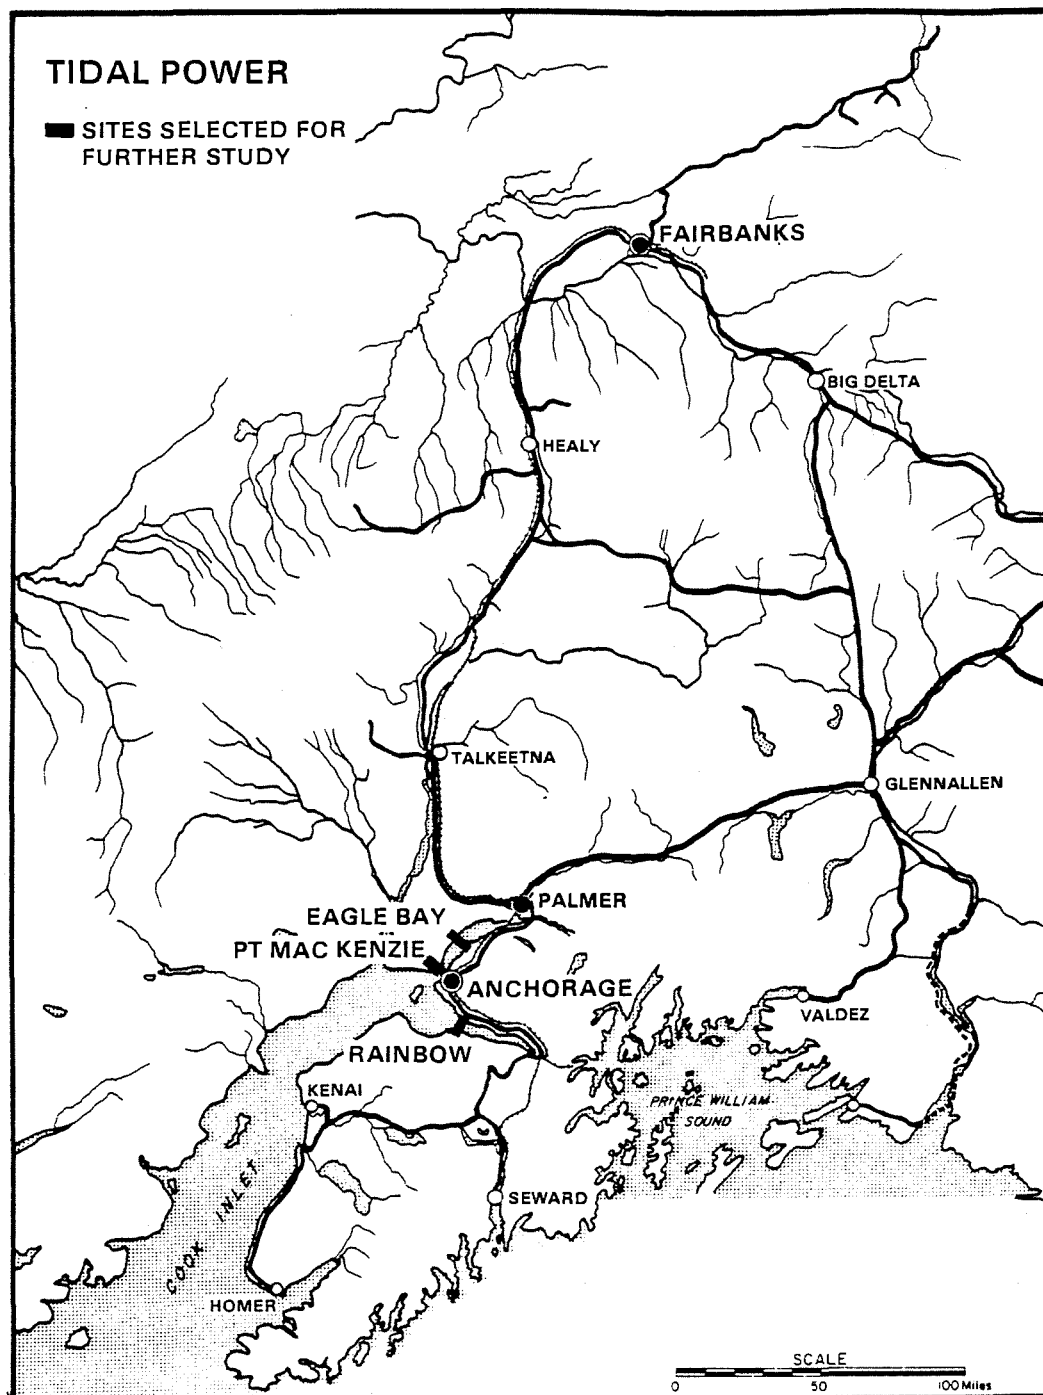 TIDAL POWER
SITES SELECTED FOR
FURTHER STUDY
FAIRBANKS
BIG DELTA
HEALY
TALKEETNA
GLENNALLEN
PALMER
EAGLE BAY
PT MAC KENZIE
ANCHORAGE
VALDEZ
RAINBOW
KENAI
PRINCE WILLIAM
SOUND
COOK INLET
SEWARD
HOMER
SCALE
0 50 100 Miles